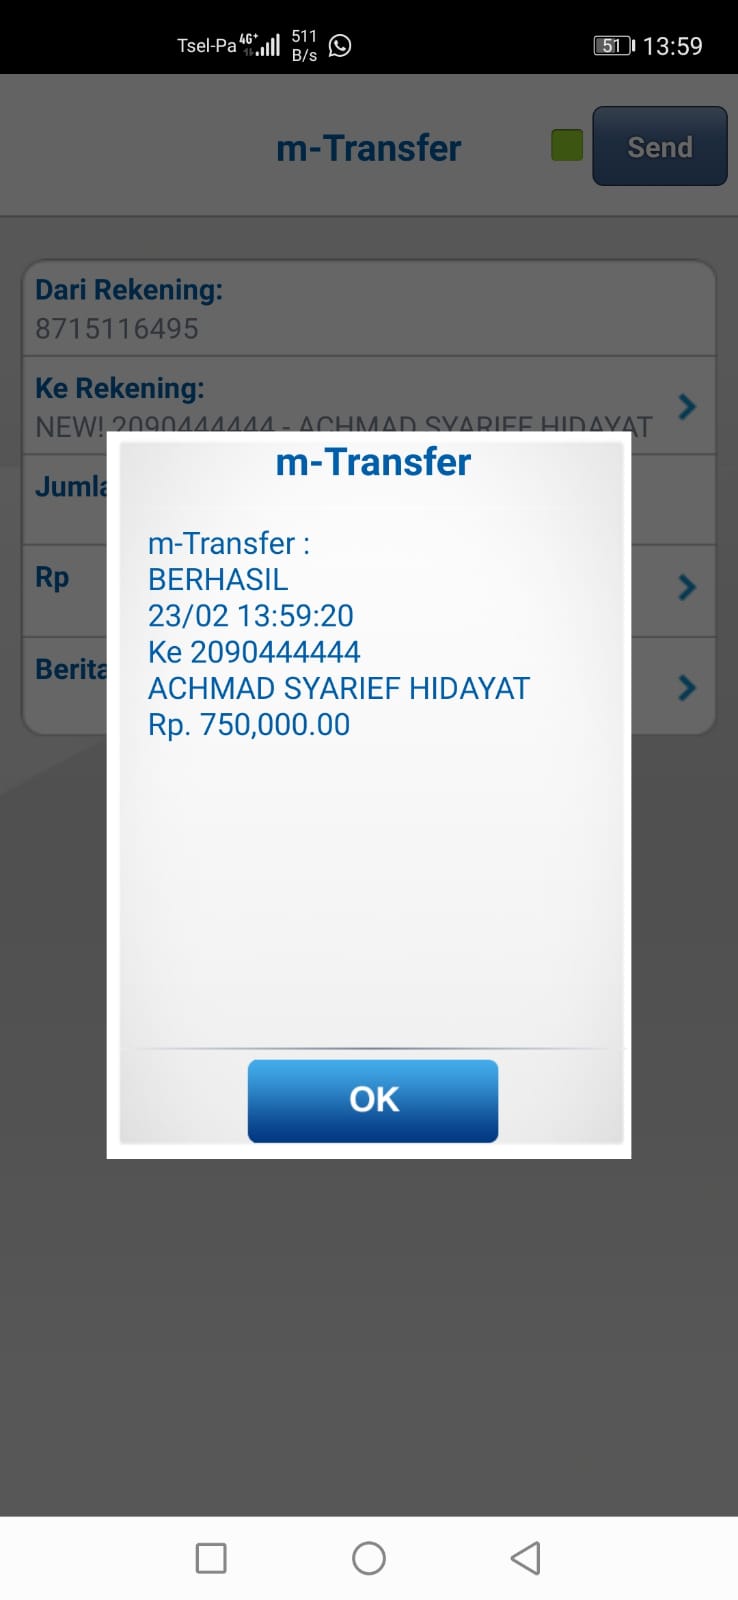 Tsel-Pa 4G+ 511 B/s 51 13:59
m-Transfer Send
Dari Rekening:
8715116495
Ke Rekening:
NEW! 2090444444 - ACHMAD SYARIEF HIDAYAT
Jumla
Rp
Berita
m-Transfer
m-Transfer :
BERHASIL
23/02 13:59:20
Ke 2090444444
ACHMAD SYARIEF HIDAYAT
Rp. 750,000.00
OK